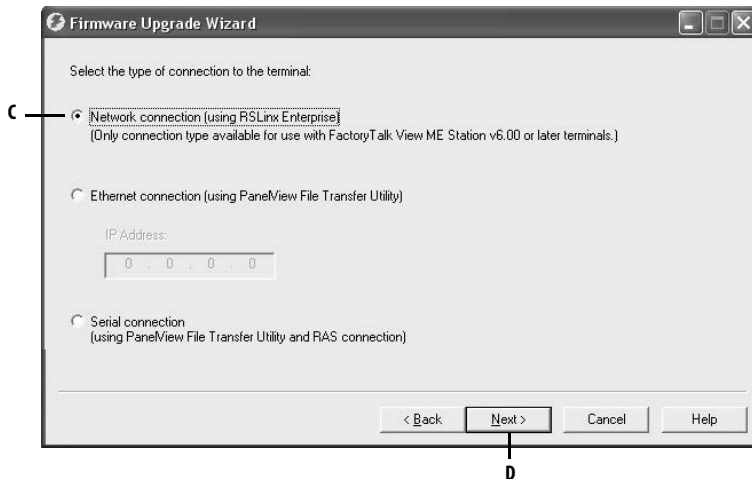 Firmware Upgrade Wizard
Select the type of connection to the terminal:
C
Network connection (using RSLinx Enterprise)
(Only connection type available for use with FactoryTalk View ME Station v6.00 or later terminals.)
Ethernet connection (using PanelView File Transfer Utility)
IP Address:
0 . 0 . 0 . 0
Serial connection
(using PanelView File Transfer Utility and RAS connection)
< Back Next > Cancel Help
D